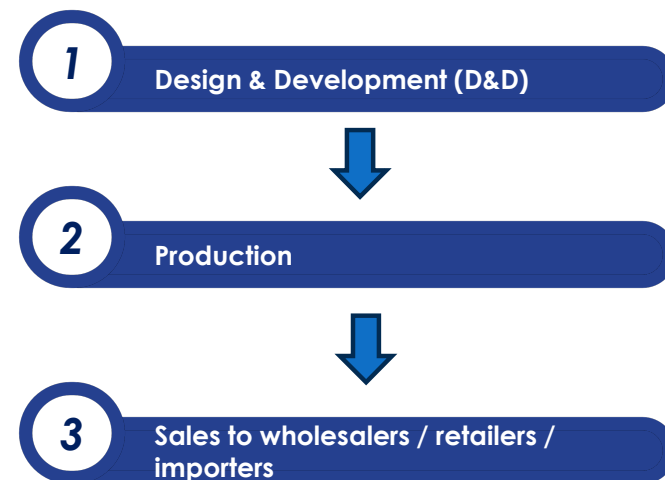 1
Design & Development (D&D)
2
Production
3
Sales to wholesalers / retailers /
importers